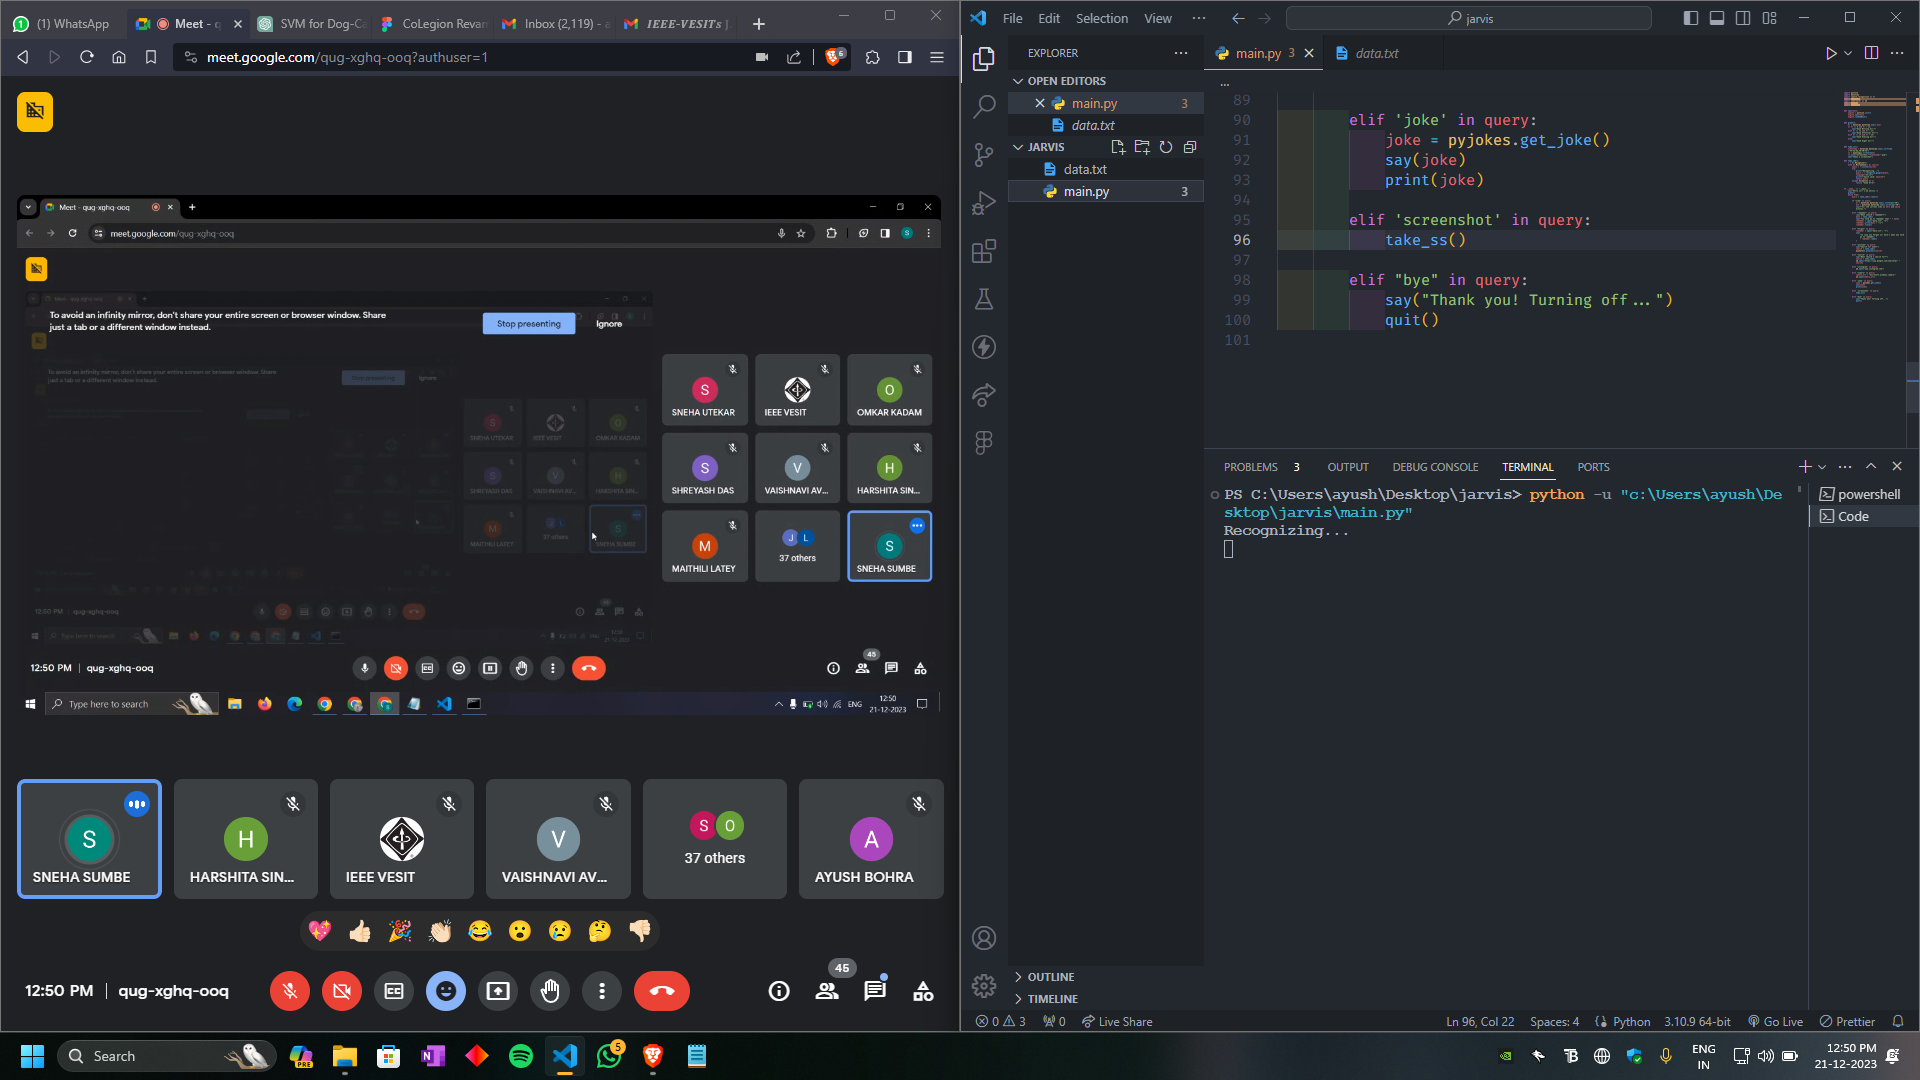 (1) WhatsApp
Meet - q
SVM for Dog-Ca
CoLegion Revan
Inbox (2,119) - a
IEEE-VESITs
meet.google.com/qug-xghq-ooq?authuser=1
Meet - qug-xghq-ooq
meet.google.com/qug-xghq-ooq
To avoid an infinity mirror, don't share your entire screen or browser window. Share
just a tab or a different window instead.
Stop presenting
Ignore
SNEHA UTEKAR
IEEE VESIT
OMKAR KADAM
SHREYASH DAS
VAISHNAVI AV...
HARSHITA SIN...
M
MAITHILI LATEY
J L
37 others
S
SNEHA SUMBE
12:50 PM | qug-xghq-ooq
45
Type here to search
ENG
12:50
21-12-2023
S
SNEHA SUMBE
H
HARSHITA SIN...
IEEE VESIT
V
VAISHNAVI AV...
S O
37 others
A
AYUSH BOHRA
12:50 PM | qug-xghq-ooq
45
File Edit Selection View ...
jarvis
EXPLORER
OPEN EDITORS
main.py 3
data.txt
JARVIS
data.txt
main.py 3
main.py 3
data.txt
...
89
90 elif 'joke' in query:
91 joke = pyjokes.get_joke()
92 say(joke)
93 print(joke)
94
95 elif 'screenshot' in query:
96 take_ss()
97
98 elif "bye" in query:
99 say("Thank you! Turning off...")
100 quit()
101
PROBLEMS 3 OUTPUT DEBUG CONSOLE TERMINAL PORTS
PS C:\Users\ayush\Desktop\jarvis> python -u "c:\Users\ayush\De
sktop\jarvis\main.py"
Recognizing...
powershell
Code
OUTLINE
TIMELINE
0 3 0 Live Share
Ln 96, Col 22 Spaces: 4 Python 3.10.9 64-bit Go Live Prettier
Search
PRE
5
ENG
IN
12:50 PM
21-12-2023